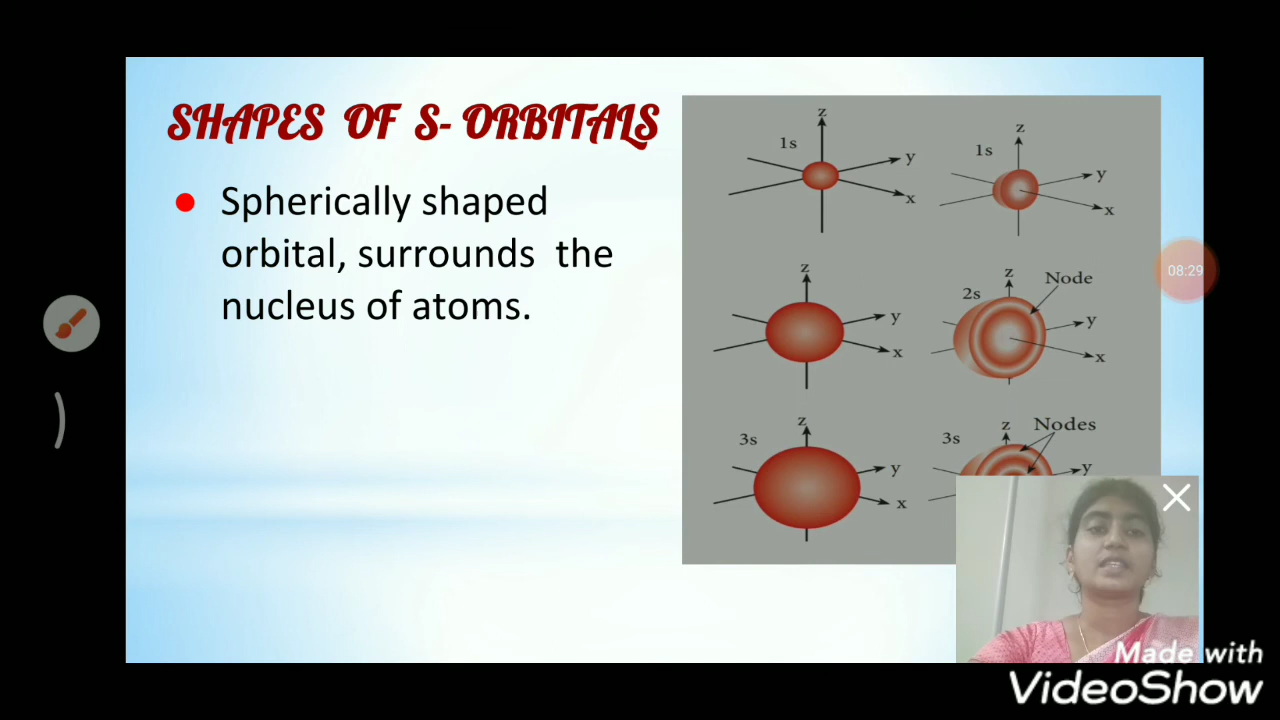 SHAPES OF S- ORBITALS
● Spherically shaped
orbital, surrounds the
nucleus of atoms.
z
1s
y
x
z
1s
y
x
z
y
x
z
2s
Node
y
x
z
3s
y
x
z
3s
Nodes
y
08:29
Made with
VideoShow